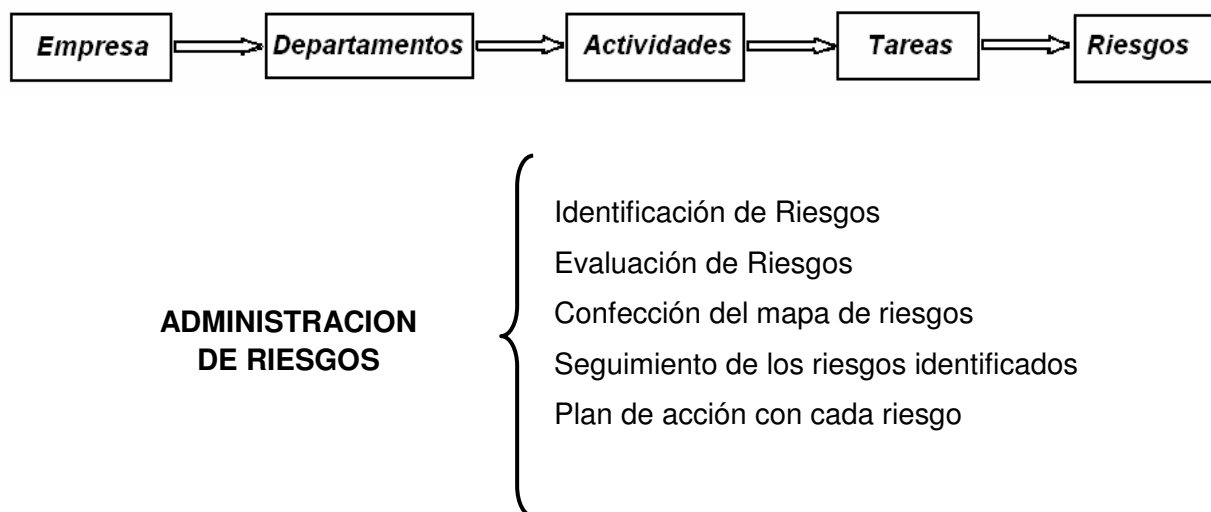 Empresa Departamentos Actividades Tareas Riesgos
Identificación de Riesgos
Evaluación de Riesgos
Confección del mapa de riesgos
ADMINISTRACION
DE RIESGOS
Seguimiento de los riesgos identificados
Plan de acción con cada riesgo